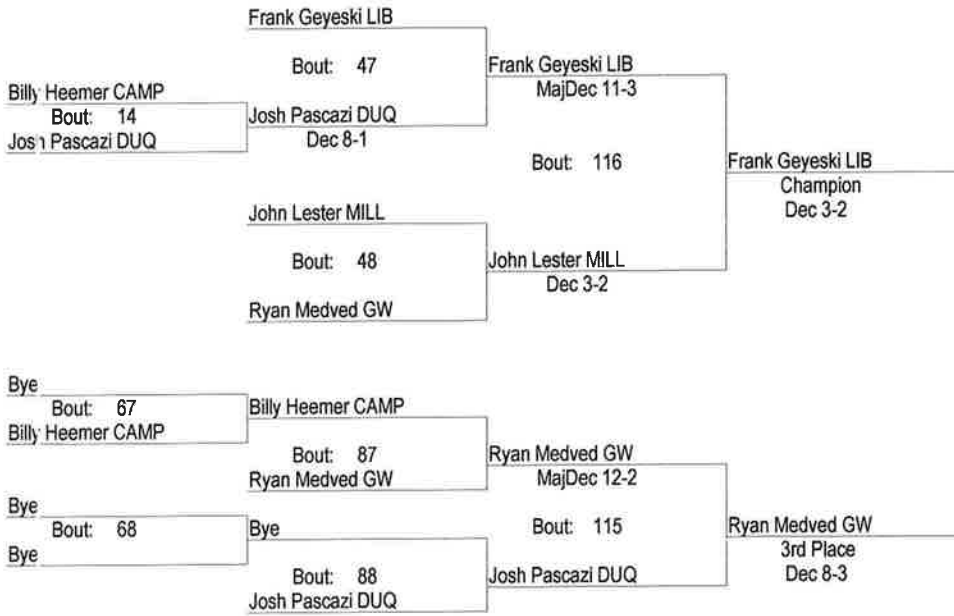 Frank Geyeski LIB
Bout: 47
Frank Geyeski LIB
MajDec 11-3
Billy Heemer CAMP
Bout: 14
Josh Pascazi DUQ
Josh Pascazi DUQ
Dec 8-1
Bout: 116
Frank Geyeski LIB
Champion
Dec 3-2
John Lester MILL
Bout: 48
John Lester MILL
Dec 3-2
Ryan Medved GW
Bye
Bout: 67
Billy Heemer CAMP
Billy Heemer CAMP
Bout: 87
Ryan Medved GW
Ryan Medved GW
MajDec 12-2
Bye
Bout: 68
Bye
Bye
Bout: 115
Ryan Medved GW
3rd Place
Dec 8-3
Bout: 88
Josh Pascazi DUQ
Josh Pascazi DUQ